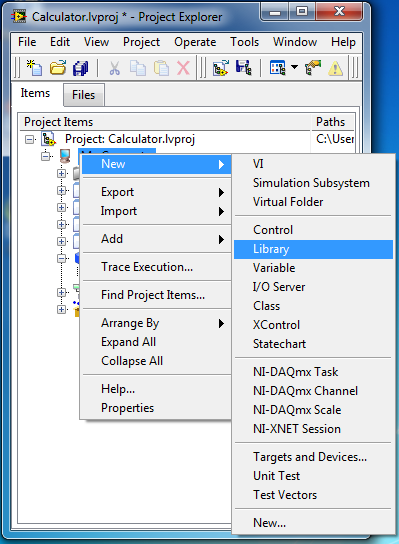 Calculator.lvproj * - Project Explorer
File Edit View Project Operate Tools Window Help
Items Files
Project Items Paths
Project: Calculator.lvproj C:\User
New
Export
Import
Add
Trace Execution...
Find Project Items...
Arrange By
Expand All
Collapse All
Help...
Properties
VI
Simulation Subsystem
Virtual Folder
Control
Library
Variable
I/O Server
Class
XControl
Statechart
NI-DAQmx Task
NI-DAQmx Channel
NI-DAQmx Scale
NI-XNET Session
Targets and Devices...
Unit Test
Test Vectors
New...